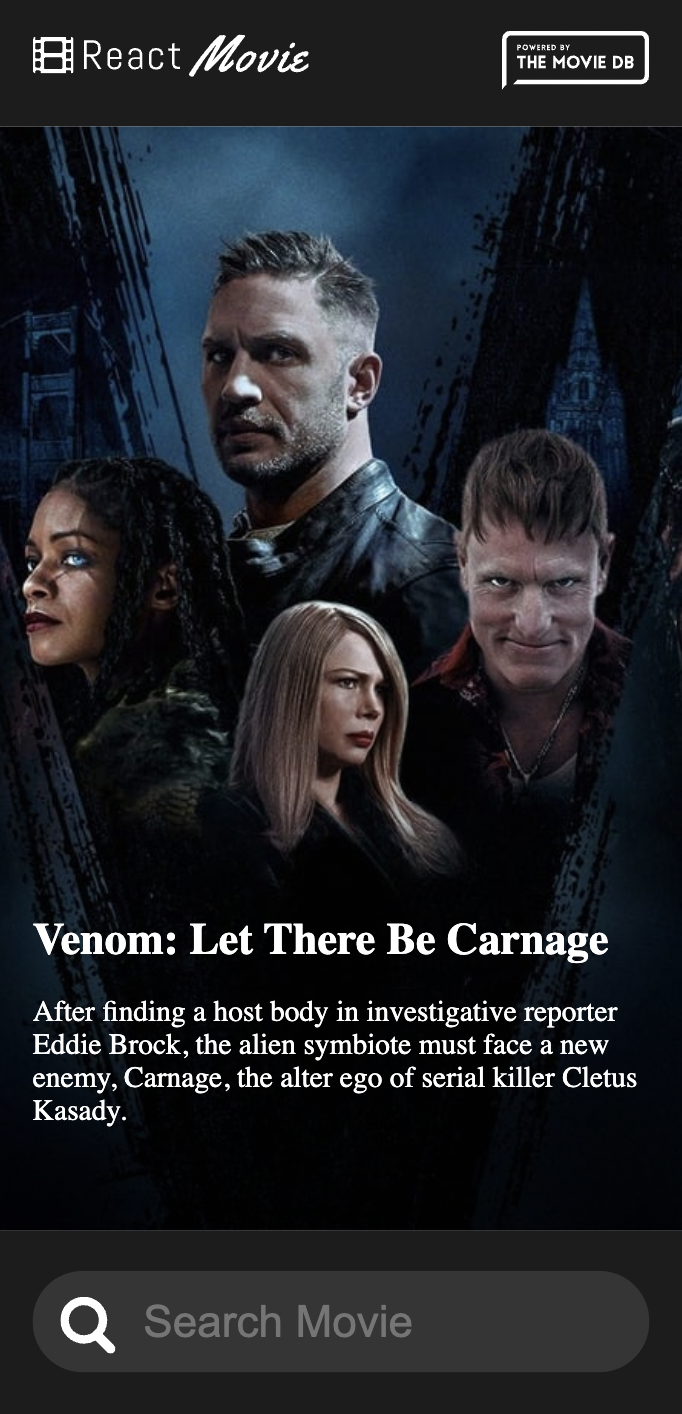 React Movie
POWERED BY
THE MOVIE DB
Venom: Let There Be Carnage
After finding a host body in investigative reporter
Eddie Brock, the alien symbiote must face a new
enemy, Carnage, the alter ego of serial killer Cletus
Kasady.
Search Movie